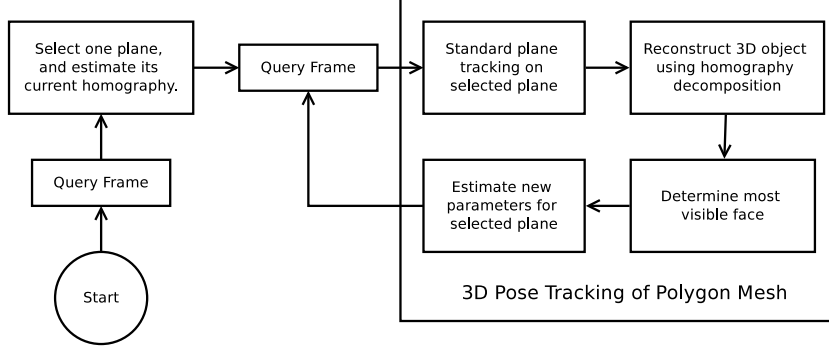 Select one plane,
and estimate its
current homography.
Query Frame
Standard plane
tracking on
selected plane
Reconstruct 3D object
using homography
decomposition
Query Frame
Estimate new
parameters for
selected plane
Determine most
visible face
Start
3D Pose Tracking of Polygon Mesh